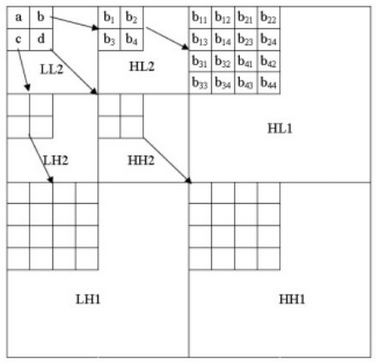 a b b₁ b₂ b₁₁ b₁₂ b₂₁ b₂₂
c d b₃ b₄ b₁₃ b₁₄ b₂₃ b₂₄
LL2 HL2 b₃₁ b₃₂ b₄₁ b₄₂
b₃₃ b₃₄ b₄₃ b₄₄
HL1
LH2 HH2
LH1 HH1